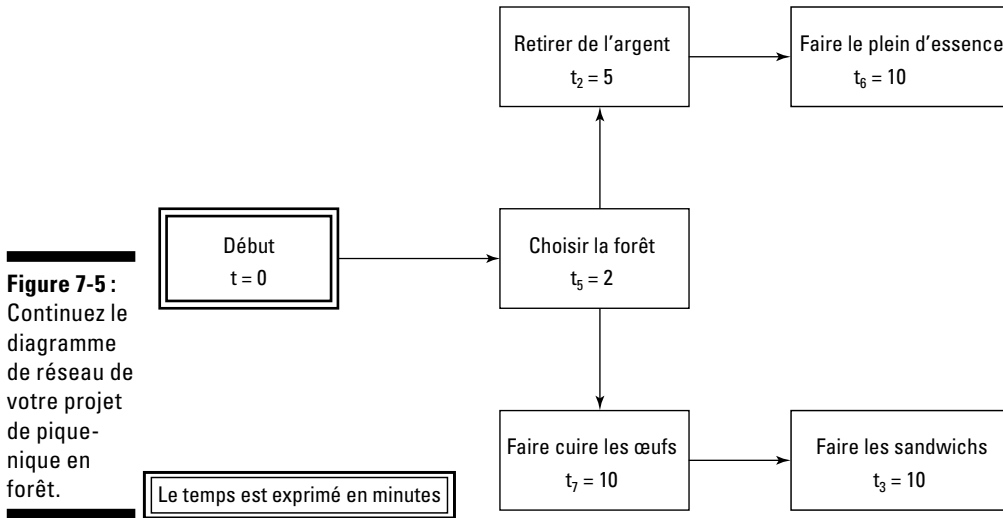 Retirer de l'argent
t₂ = 5
Faire le plein d'essence
t₆ = 10
Début
t = 0
Choisir la forêt
t₅ = 2
Figure 7-5 :
Continuez le
diagramme
de réseau de
votre projet
de pique-
nique en
forêt.
Faire cuire les œufs
t₇ = 10
Faire les sandwichs
t₃ = 10
Le temps est exprimé en minutes